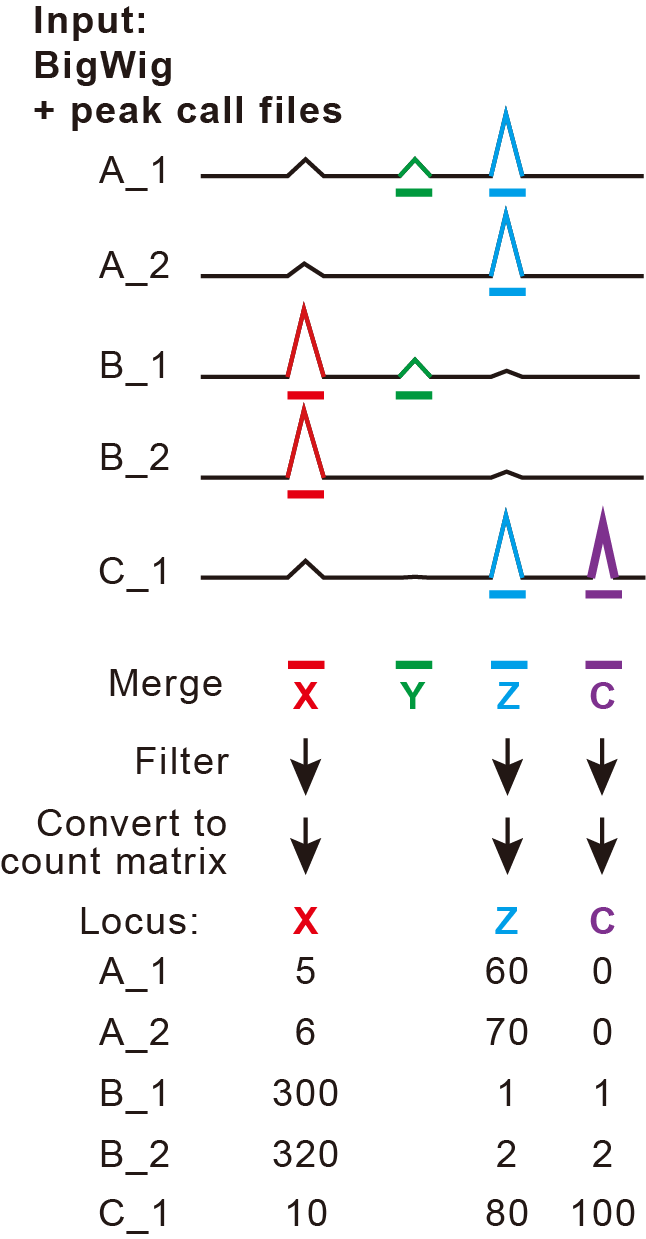 Input:
BigWig
+ peak call files
A_1
A_2
B_1
B_2
C_1
Merge X Y Z C
Filter
Convert to
count matrix
Locus: X Z C
A_1 5 60 0
A_2 6 70 0
B_1 300 1 1
B_2 320 2 2
C_1 10 80 100